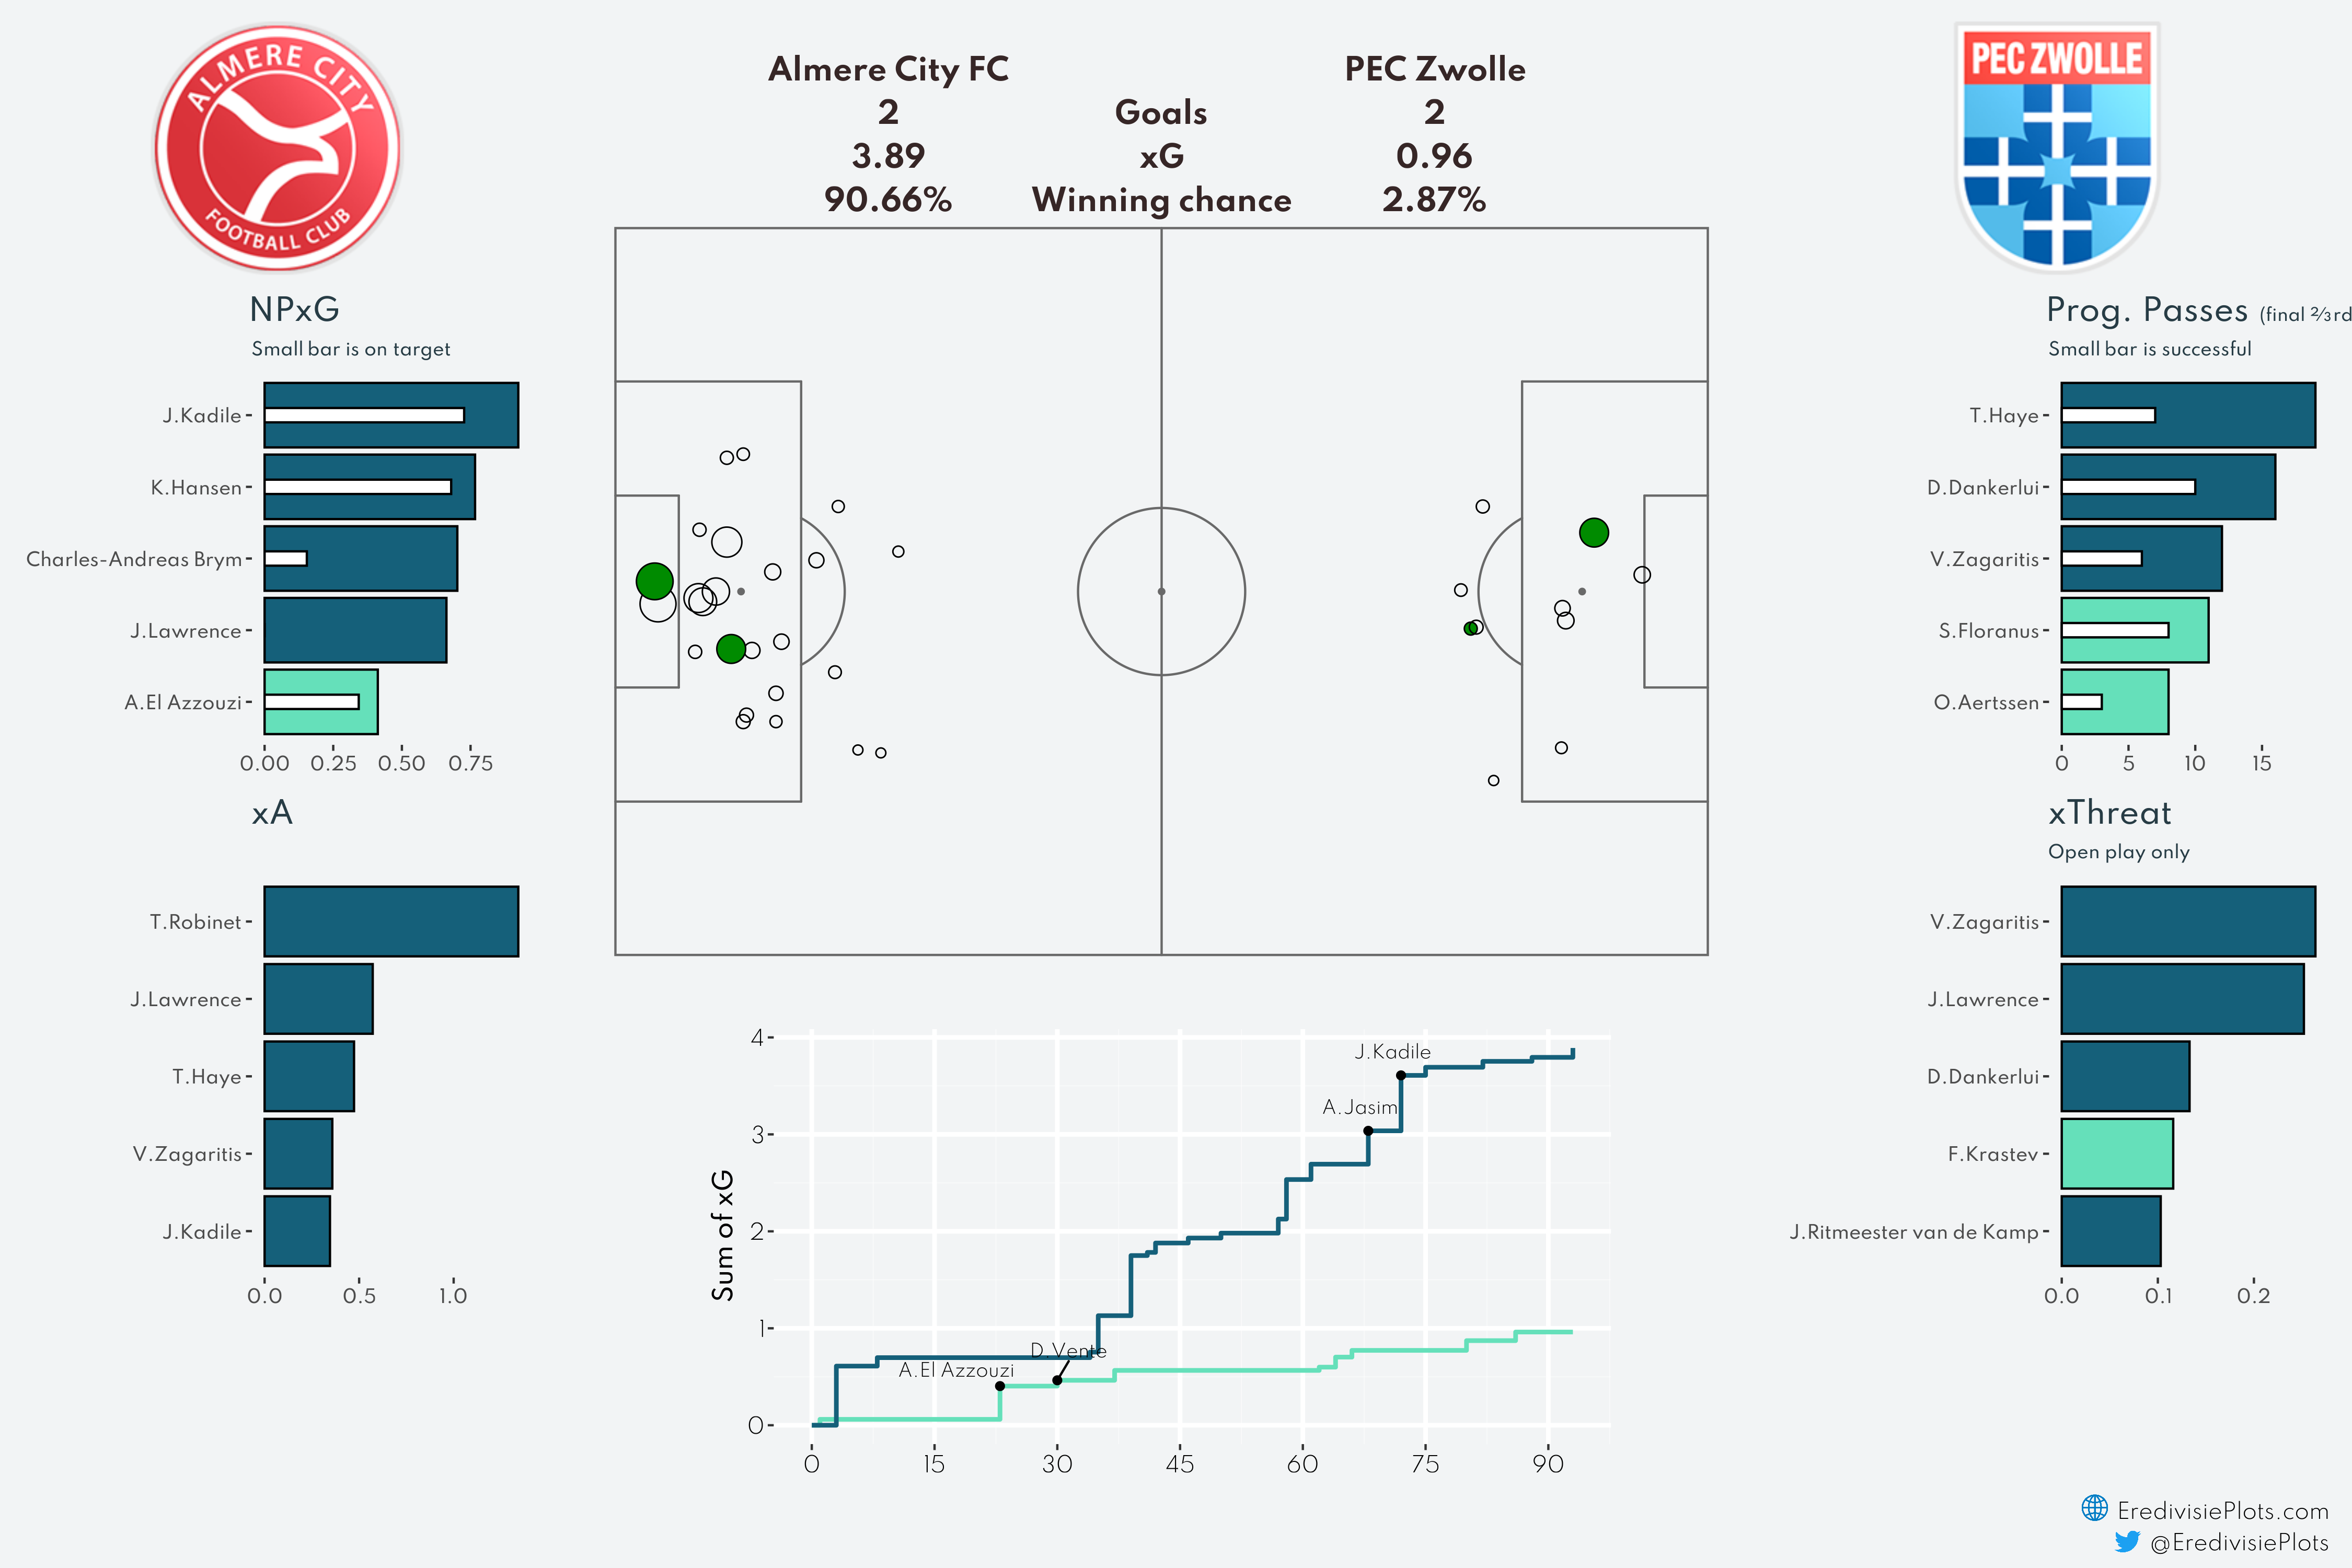 ALMERE CITY
FOOTBALL CLUB
Almere City FC
PEC Zwolle
2 Goals 2
3.89 xG 0.96
90.66% Winning chance 2.87%
PEC ZWOLLE
NPxG
Small bar is on target
J.Kadile
K.Hansen
Charles-Andreas Brym
J.Lawrence
A.El Azzouzi
0.00 0.25 0.50 0.75
xA
T.Robinet
J.Lawrence
T.Haye
V.Zagaritis
J.Kadile
0.0 0.5 1.0
Sum of xG
4
3
2
1
0
J.Kadile
A.Jasim
D.Vente
A.El Azzouzi
0 15 30 45 60 75 90
Prog. Passes (final ⅔rd
Small bar is successful
T.Haye
D.Dankerlui
V.Zagaritis
S.Floranus
O.Aertssen
0 5 10 15
xThreat
Open play only
V.Zagaritis
J.Lawrence
D.Dankerlui
F.Krastev
J.Ritmeester van de Kamp
0.0 0.1 0.2
EredivisiePlots.com
@EredivisiePlots